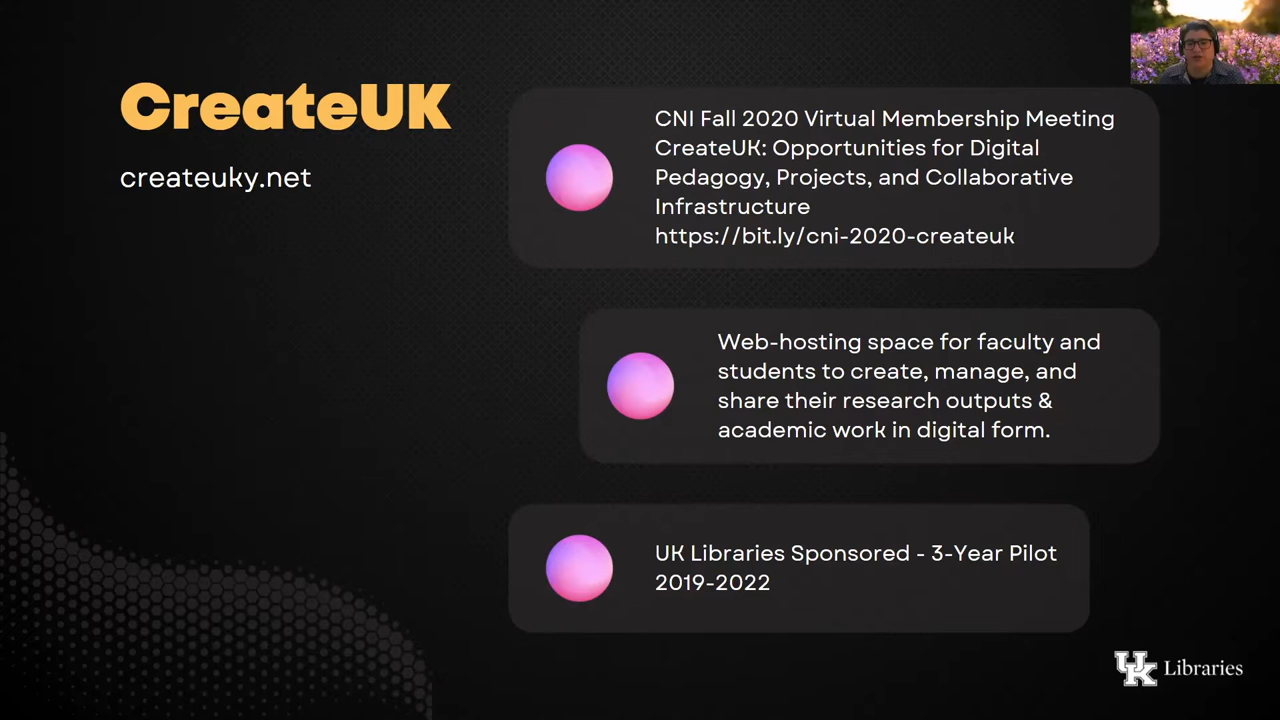 CreateUK
createuky.net
CNI Fall 2020 Virtual Membership Meeting
CreateUK: Opportunities for Digital
Pedagogy, Projects, and Collaborative
Infrastructure
https://bit.ly/cni-2020-createuk
Web-hosting space for faculty and
students to create, manage, and
share their research outputs &
academic work in digital form.
UK Libraries Sponsored - 3-Year Pilot
2019-2022
UK Libraries